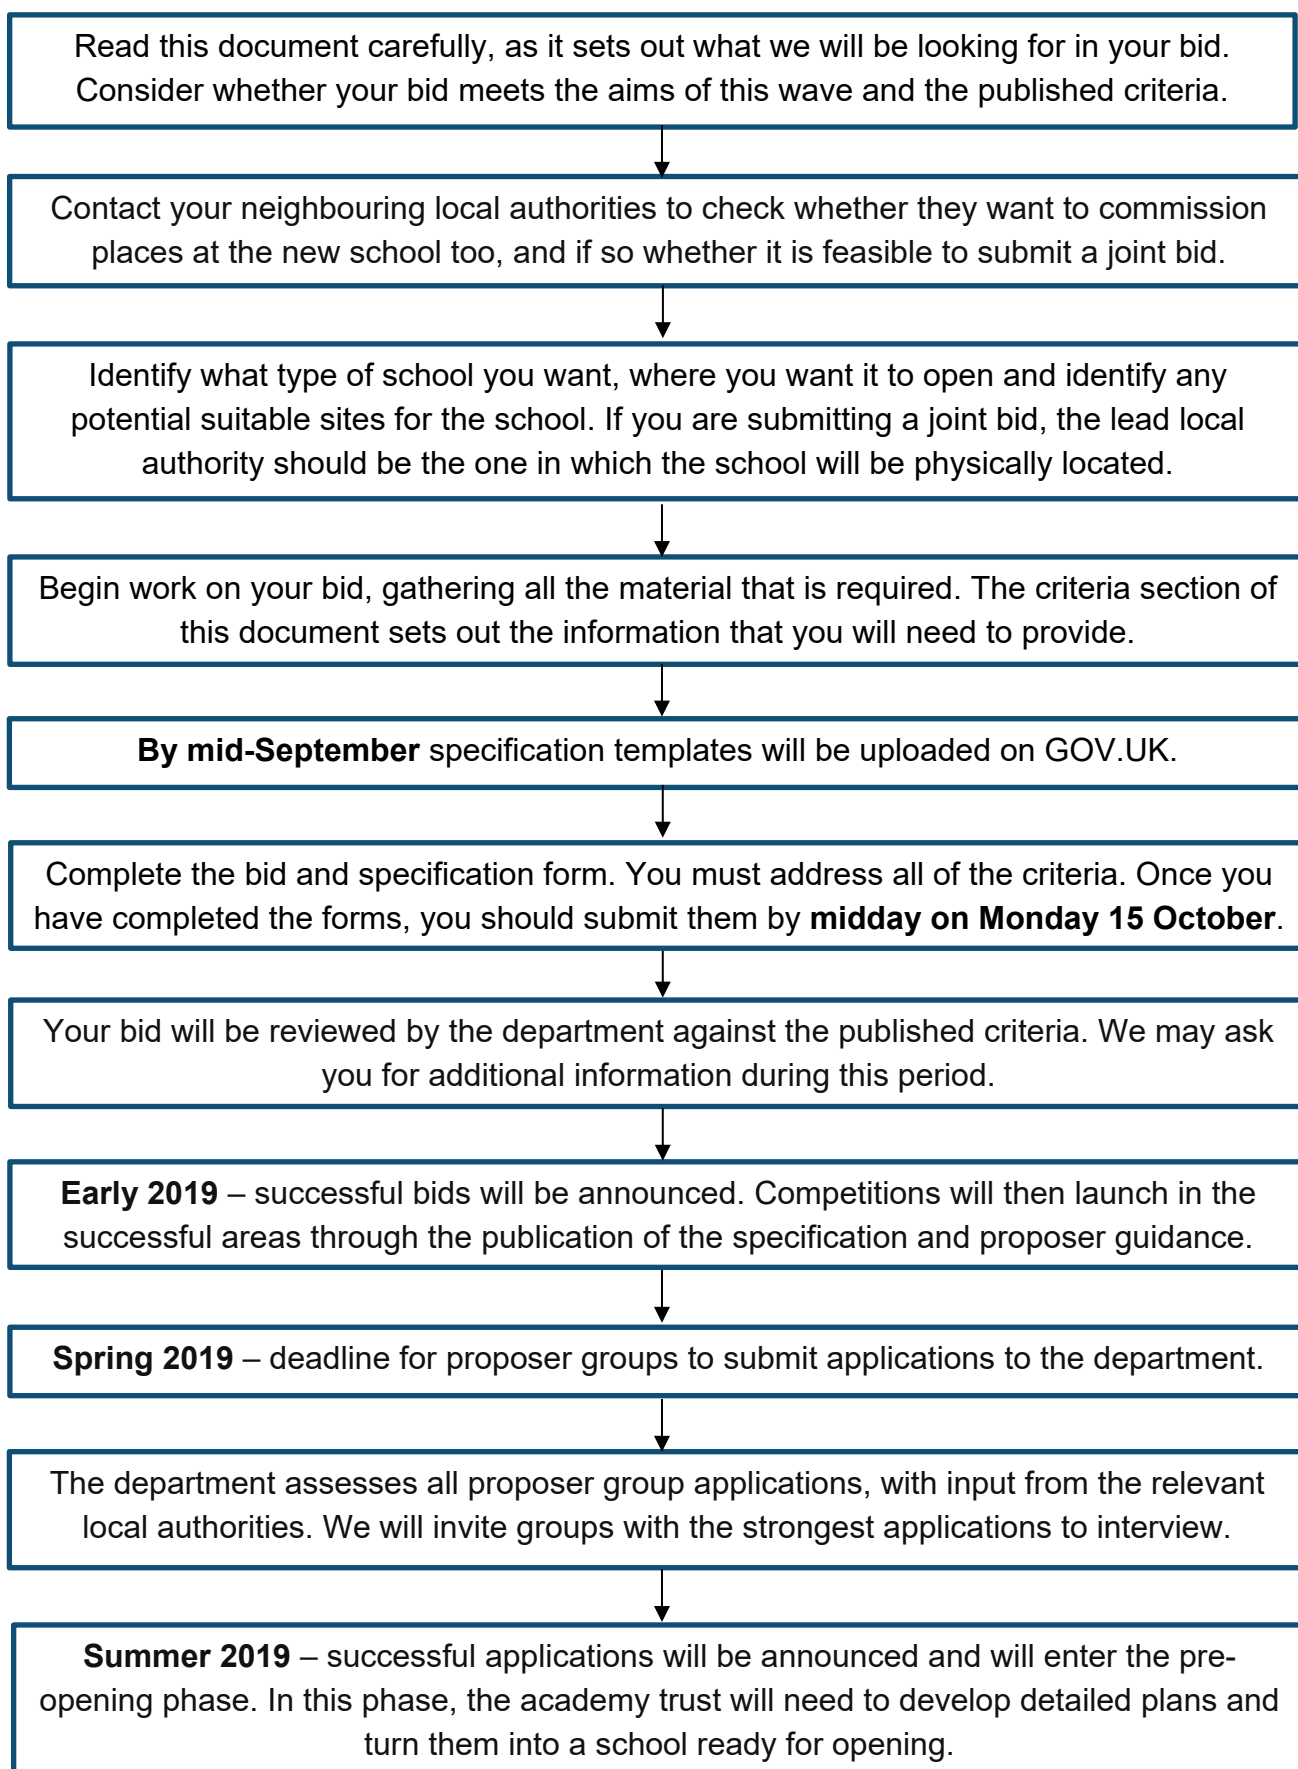 Read this document carefully, as it sets out what we will be looking for in your bid.
Consider whether your bid meets the aims of this wave and the published criteria.
Contact your neighbouring local authorities to check whether they want to commission
places at the new school too, and if so whether it is feasible to submit a joint bid.
Identify what type of school you want, where you want it to open and identify any
potential suitable sites for the school. If you are submitting a joint bid, the lead local
authority should be the one in which the school will be physically located.
Begin work on your bid, gathering all the material that is required. The criteria section of
this document sets out the information that you will need to provide.
By mid-September specification templates will be uploaded on GOV.UK.
Complete the bid and specification form. You must address all of the criteria. Once you
have completed the forms, you should submit them by midday on Monday 15 October.
Your bid will be reviewed by the department against the published criteria. We may ask
you for additional information during this period.
Early 2019 – successful bids will be announced. Competitions will then launch in the
successful areas through the publication of the specification and proposer guidance.
Spring 2019 – deadline for proposer groups to submit applications to the department.
The department assesses all proposer group applications, with input from the relevant
local authorities. We will invite groups with the strongest applications to interview.
Summer 2019 – successful applications will be announced and will enter the pre-
opening phase. In this phase, the academy trust will need to develop detailed plans and
turn them into a school ready for opening.